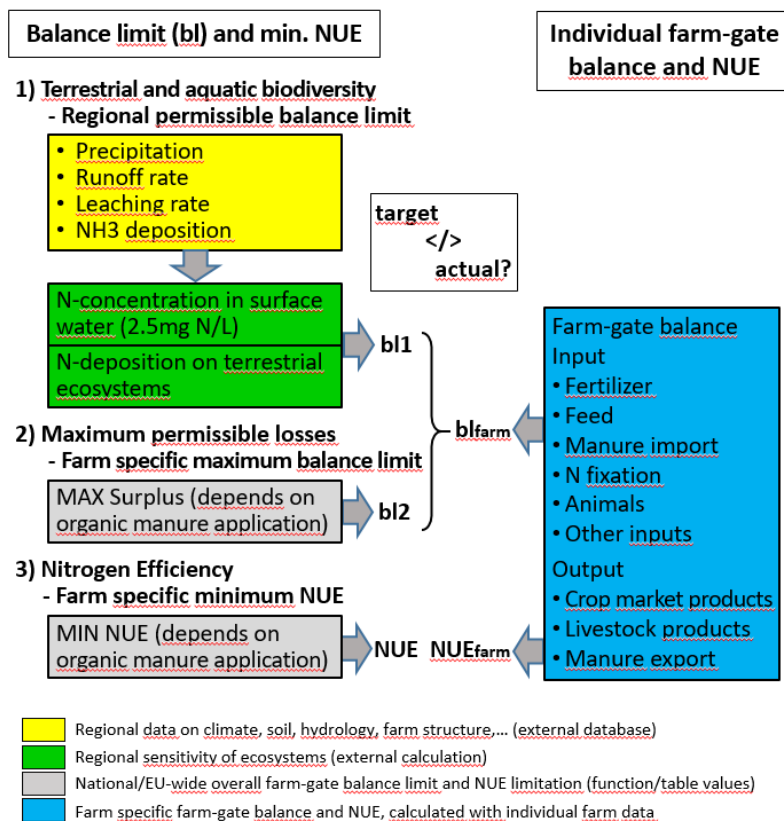 Balance limit (bl) and min. NUE
Individual farm-gate
balance and NUE
1) Terrestrial and aquatic biodiversity
- Regional permissible balance limit
• Precipitation
• Runoff rate
• Leaching rate
• NH3 deposition
target
</>
actual?
N-concentration in surface
water (2.5mg N/L)
N-deposition on terrestrial
ecosystems
bl1
2) Maximum permissible losses
- Farm specific maximum balance limit
MAX Surplus (depends on
organic manure application)
bl2
blfarm
3) Nitrogen Efficiency
- Farm specific minimum NUE
MIN NUE (depends on
organic manure application)
NUE
NUEfarm
Farm-gate balance
Input
• Fertilizer
• Feed
• Manure import
• N fixation
• Animals
• Other inputs
Output
• Crop market products
• Livestock products
• Manure export
Regional data on climate, soil, hydrology, farm structure,... (external database)
Regional sensitivity of ecosystems (external calculation)
National/EU-wide overall farm-gate balance limit and NUE limitation (function/table values)
Farm specific farm-gate balance and NUE, calculated with individual farm data